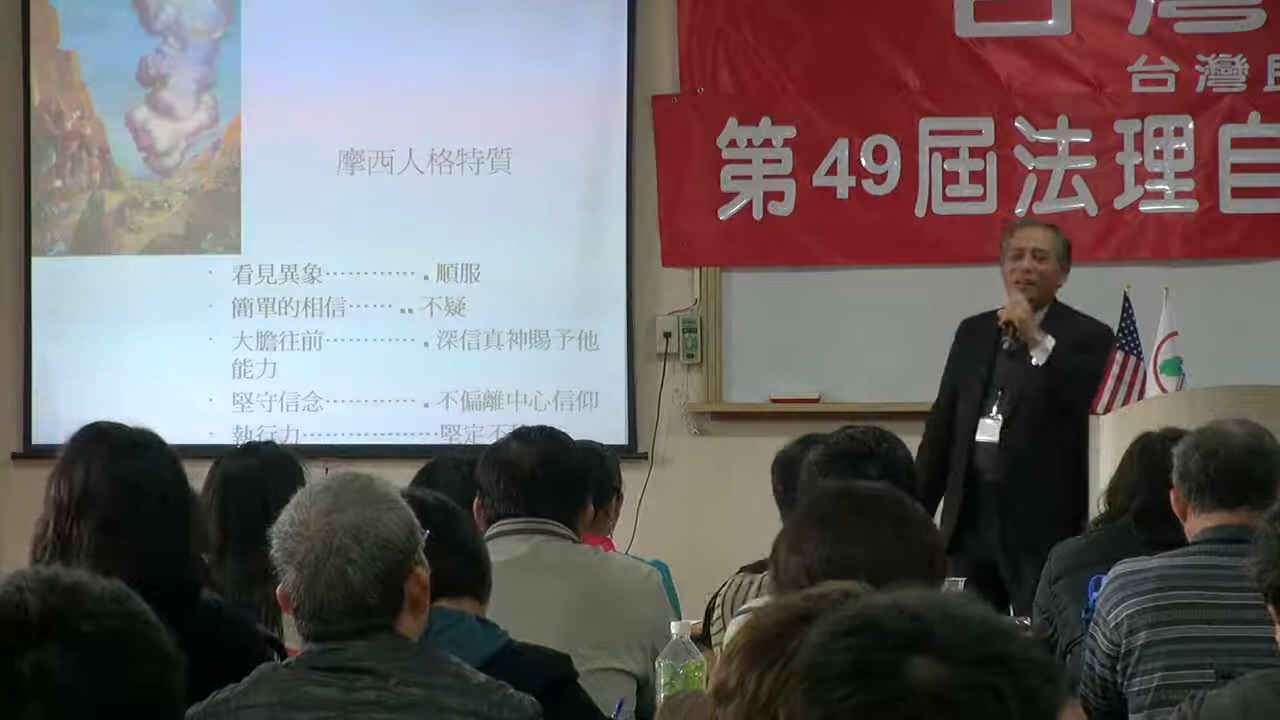 摩西人格特質
· 看見異象············. 順服
· 簡單的相信······ .. 不疑
· 大膽往前············. 深信真神賜予他
能力
· 堅守信念············. 不偏離中心信仰
· 執行力··················堅定不
台灣
台灣
第49屆法理自